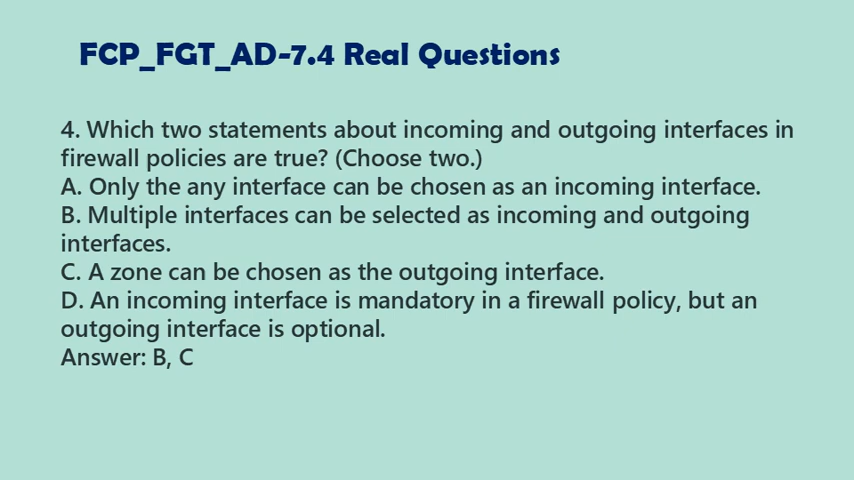 FCP_FGT_AD-7.4 Real Questions
4. Which two statements about incoming and outgoing interfaces in
firewall policies are true? (Choose two.)
A. Only the any interface can be chosen as an incoming interface.
B. Multiple interfaces can be selected as incoming and outgoing
interfaces.
C. A zone can be chosen as the outgoing interface.
D. An incoming interface is mandatory in a firewall policy, but an
outgoing interface is optional.
Answer: B, C